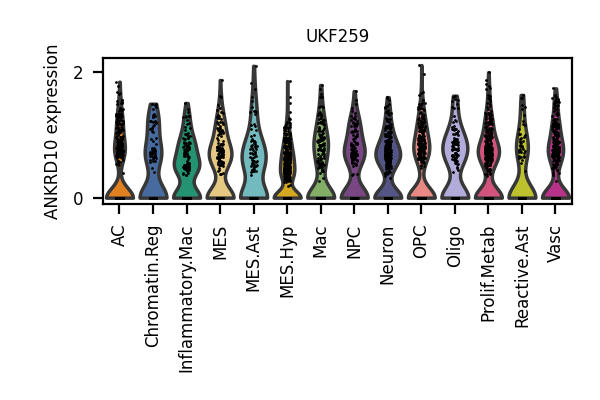 UKF259
ANKRD10 expression
2
0
AC
Chromatin.Reg
Inflammatory.Mac
MES
MES.Ast
MES.Hyp
Mac
NPC
Neuron
OPC
Oligo
Prolif.Metab
Reactive.Ast
Vasc